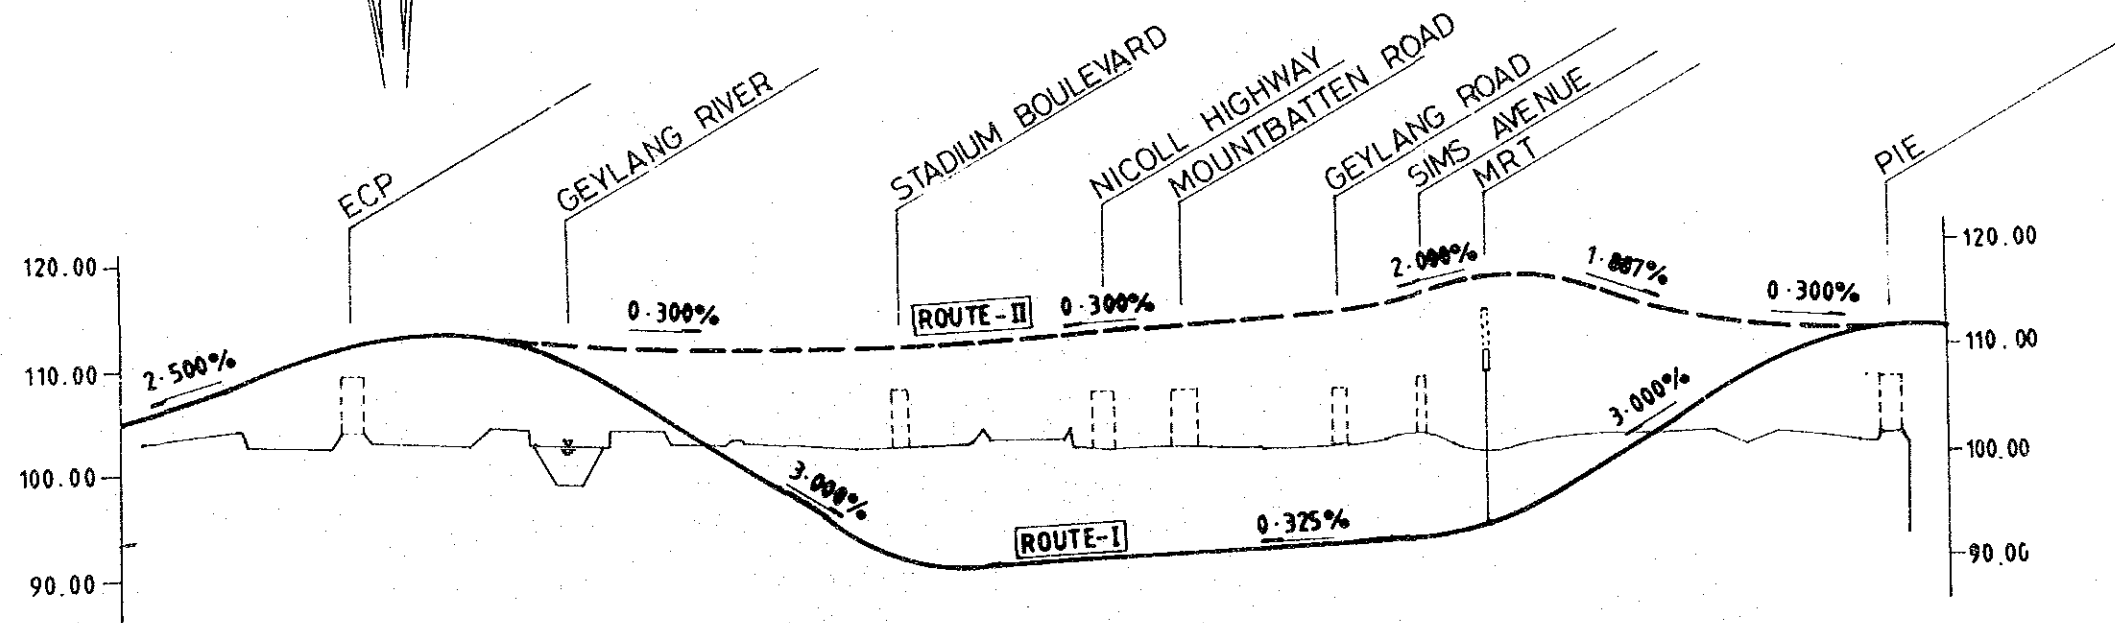 ECP
GEYLANG RIVER
STADIUM BOULEVARD
NICOLL HIGHWAY
MOUNTBATTEN ROAD
GEYLANG ROAD
SIMS AVENUE
MRT
PIE
120.00
120.00
2.090%
1.887%
0.300%
ROUTE-II
0.300%
0.300%
2.500%
110.00
110.00
3.000%
100.00
100.00
3.000%
ROUTE-I
0.325%
90.00
90.00